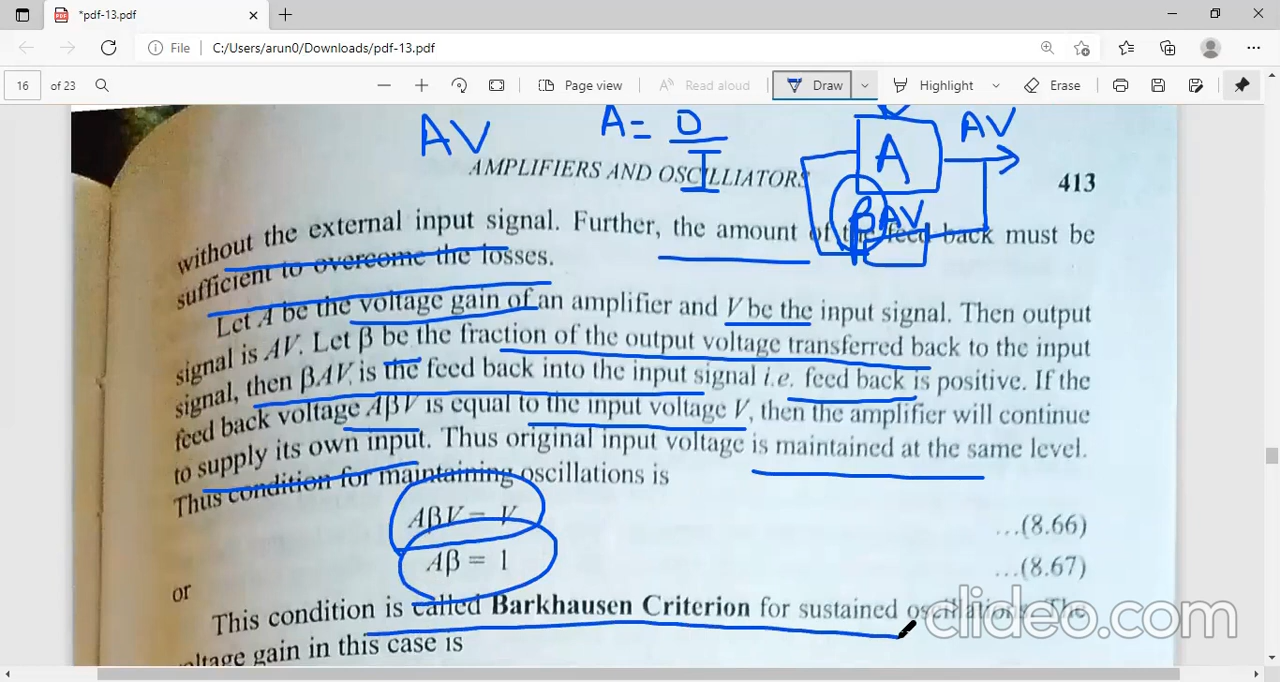 *pdf-13.pdf
File C:/Users/arun0/Downloads/pdf-13.pdf
16 of 23 Page view Read aloud Draw Highlight Erase
AV A = O/I A AV
AMPLIFIERS AND OSCILLIATORS 413
βAV
without the external input signal. Further, the amount of the feed back must be
sufficient to overcome the losses.
Let A be the voltage gain of an amplifier and V be the input signal. Then output
signal is AV. Let β be the fraction of the output voltage transferred back to the input
signal, then βAV is the feed back into the input signal i.e. feed back is positive. If the
feed back voltage AβV is equal to the input voltage V, then the amplifier will continue
to supply its own input. Thus original input voltage is maintained at the same level.
Thus condition for maintaining oscillations is
AβV = V ...(8.66)
Aβ = 1 ...(8.67)
or
This condition is called Barkhausen Criterion for sustained oscillations. The
oltage gain in this case is
clideo.com